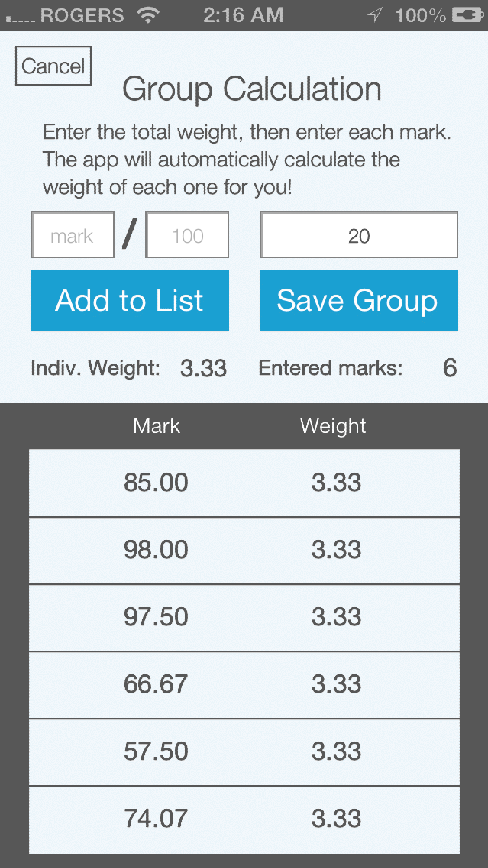 ROGERS 2:16 AM 100%
Cancel
Group Calculation
Enter the total weight, then enter each mark.
The app will automatically calculate the
weight of each one for you!
mark / 100 20
Add to List Save Group
Indiv. Weight: 3.33 Entered marks: 6
Mark Weight
85.00 3.33
98.00 3.33
97.50 3.33
66.67 3.33
57.50 3.33
74.07 3.33